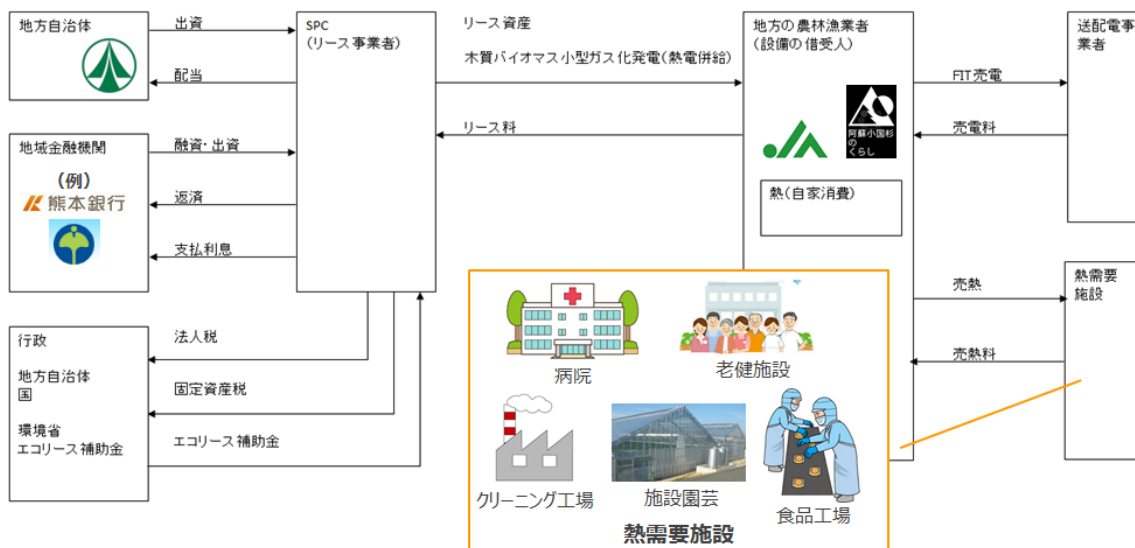 地方自治体
出資
配当
SPC
(リース事業者)
リース資産
木質バイオマス小型ガス化発電(熱電併給)
リース料
地方の農林漁業者
(設備の借受人)
阿蘇小国杉
の
くらし
熱(自家消費)
FIT売電
売電料
送配電事
業者
地域金融機関
(例)
熊本銀行
融資・出資
返済
支払利息
売熱
売熱料
熱需要
施設
行政
地方自治体
国
環境省
エコリース補助金
法人税
固定資産税
エコリース補助金
病院
老健施設
クリーニング工場
施設園芸
食品工場
熱需要施設